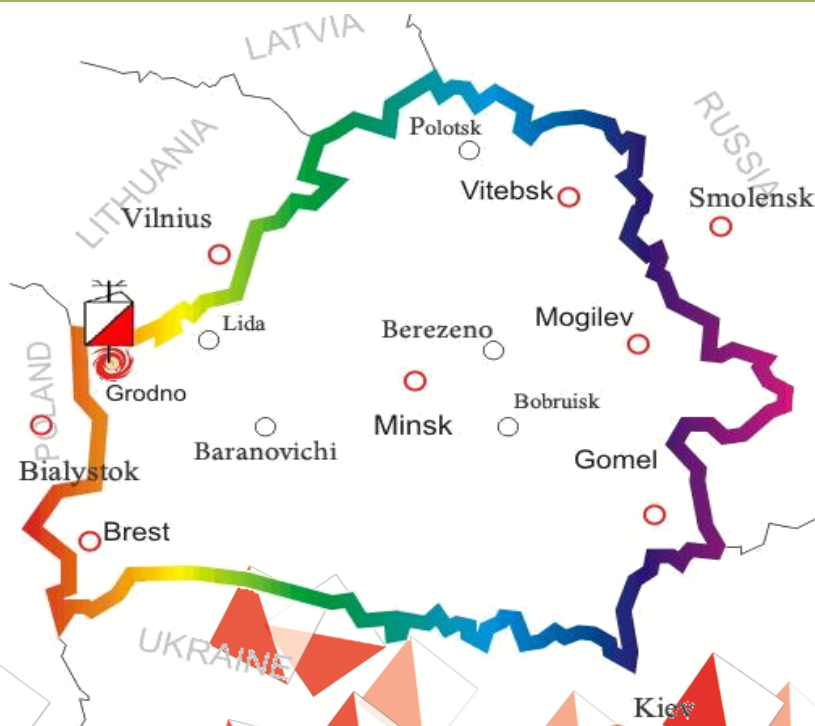 LATVIA
RUSSIA
LITHUANIA
Polotsk
Vitebsk
Smolensk
Vilnius
Lida
Berezeno
Mogilev
POLAND
Grodno
Minsk
Bobruisk
Baranovichi
Gomel
Bialystok
Brest
UKRAINE
Kiev